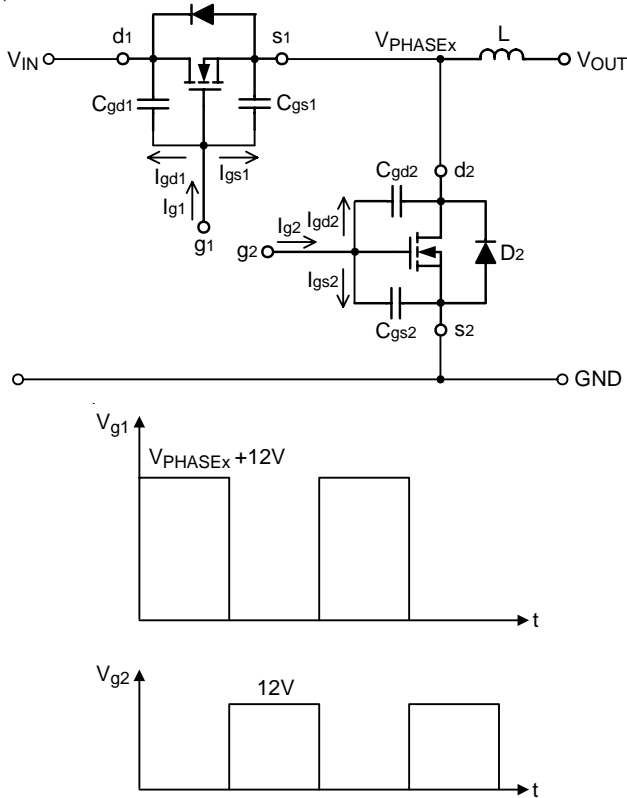 d1
s1
VPHASEx
L
VIN
VOUT
Cgd1
Cgs1
Igd1
Igs1
Ig1
g1
Cgd2
d2
Ig2
Igd2
g2
D2
Igs2
Cgs2
s2
GND
Vg1
VPHASEx +12V
t
Vg2
12V
t